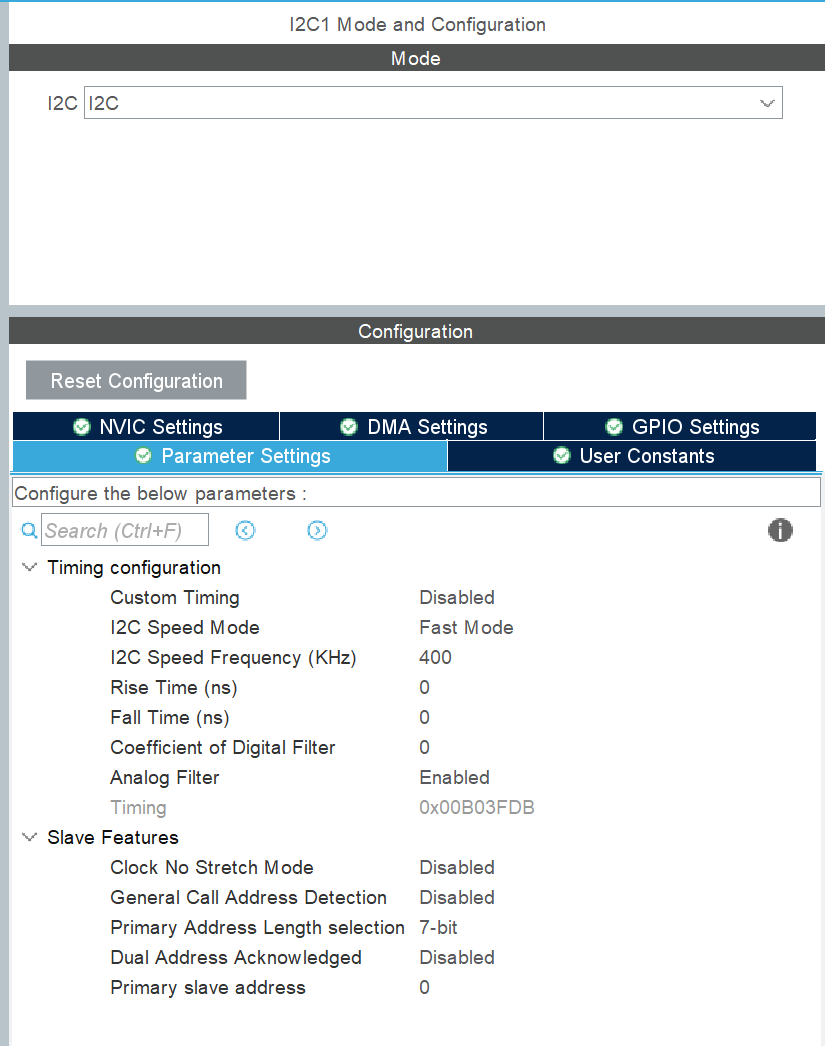 I2C1 Mode and Configuration
Mode
I2C I2C
Configuration
Reset Configuration
NVIC Settings DMA Settings GPIO Settings
Parameter Settings User Constants
Configure the below parameters :
Search (Ctrl+F) i
Timing configuration
Custom Timing Disabled
I2C Speed Mode Fast Mode
I2C Speed Frequency (KHz) 400
Rise Time (ns) 0
Fall Time (ns) 0
Coefficient of Digital Filter 0
Analog Filter Enabled
Timing 0x00B03FDB
Slave Features
Clock No Stretch Mode Disabled
General Call Address Detection Disabled
Primary Address Length selection 7-bit
Dual Address Acknowledged Disabled
Primary slave address 0